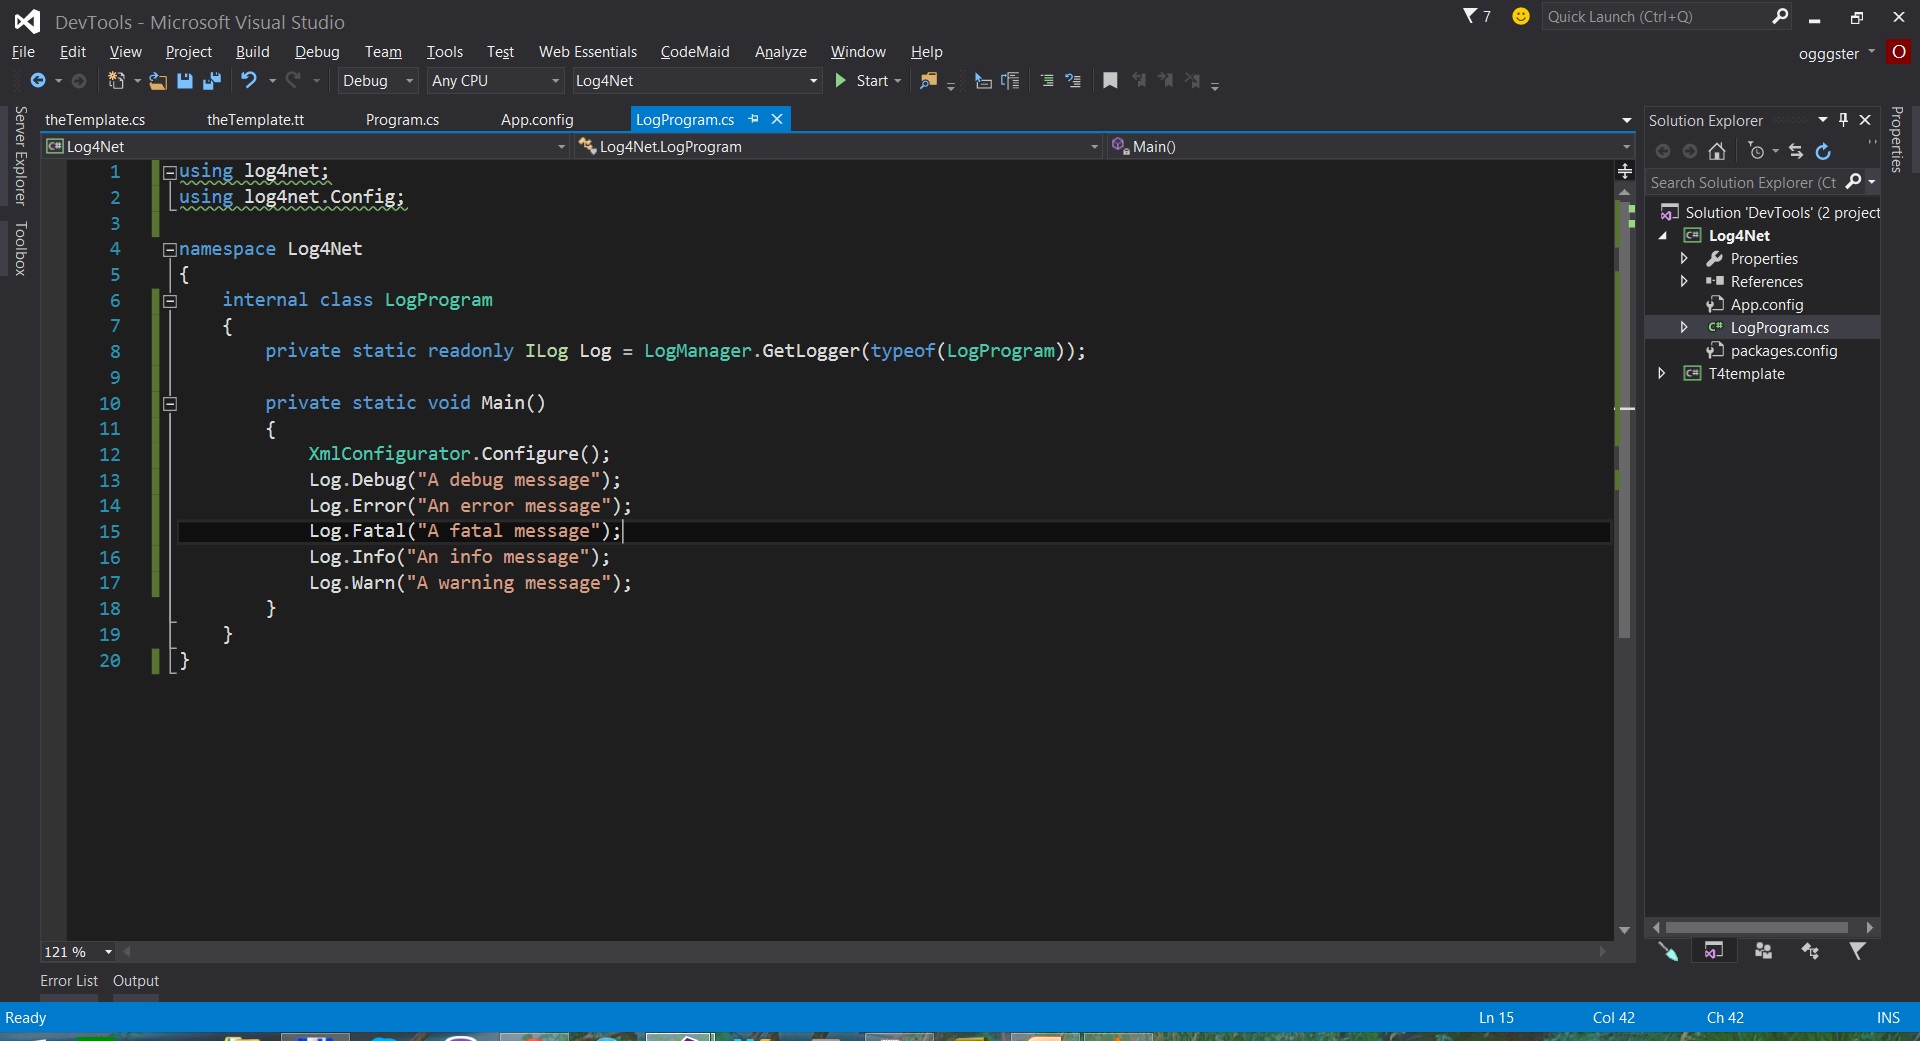 DevTools - Microsoft Visual Studio
7
Quick Launch (Ctrl+Q)
File Edit View Project Build Debug Team Tools Test Web Essentials CodeMaid Analyze Window Help
ogggster O
Debug Any CPU Log4Net Start
Server Explorer
Toolbox
theTemplate.cs theTemplate.tt Program.cs App.config LogProgram.cs
Log4Net Log4Net.LogProgram Main()
1 using log4net;
2 using log4net.Config;
3
4 namespace Log4Net
5 {
6 internal class LogProgram
7 {
8 private static readonly ILog Log = LogManager.GetLogger(typeof(LogProgram));
9
10 private static void Main()
11 {
12 XmlConfigurator.Configure();
13 Log.Debug("A debug message");
14 Log.Error("An error message");
15 Log.Fatal("A fatal message");
16 Log.Info("An info message");
17 Log.Warn("A warning message");
18 }
19 }
20 }
121 %
Error List Output
Solution Explorer
Search Solution Explorer (Ct
Solution 'DevTools' (2 project
C# Log4Net
Properties
References
App.config
C# LogProgram.cs
packages.config
C# T4template
Properties
Ready Ln 15 Col 42 Ch 42 INS